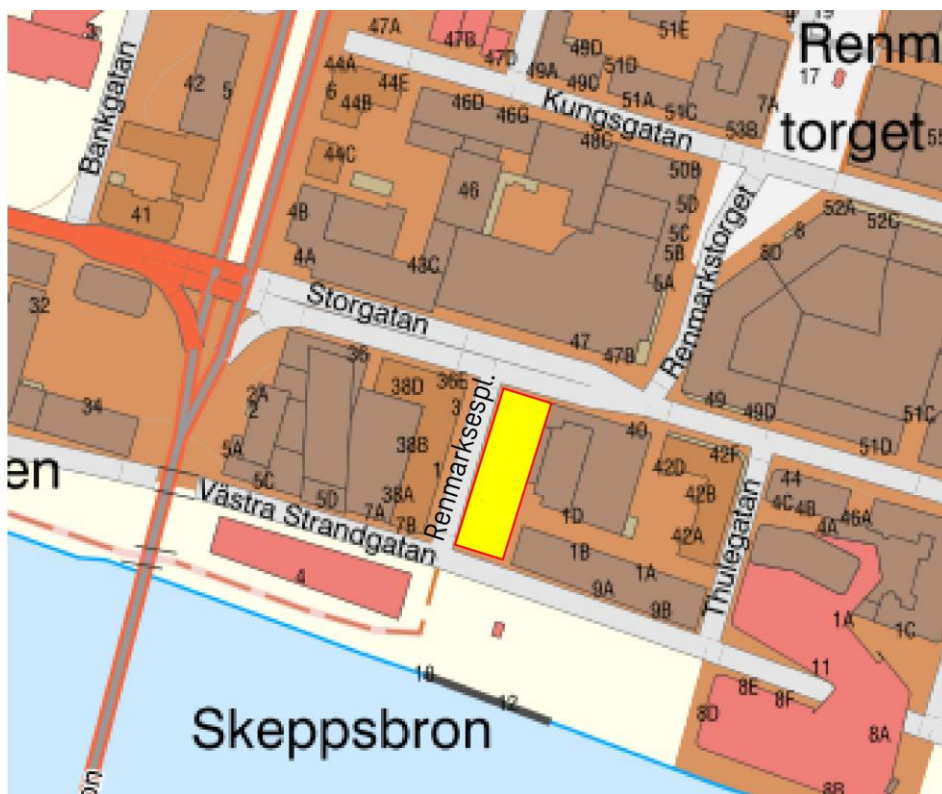 47A
47B
47D
51E
19
Renm
17
torget
49D
51D
49A
49C
51A
51C
7A
53B
44A
6
44E
44B
44C
46D
46G
Kungsgatan
48C
42
5
Bankgatan
41
50B
46
5D
5C
5B
5A
52A
52C
8
8D
Renmarkstorget
4B
4A
43C
Storgatan
47
47B
32
34
36
38D
36E
3
3A
2
38B
1
5A
5C
5D
38A
7A
7B
Renmarksespl.
49
49D
51C
51D
40
42F
42D
42B
42A
1D
1B
1A
9A
9B
44
4C
4B
4A
46A
Thulegatan
en
Västra Strandgatan
4
1A
1C
11
8E
8F
8D
8A
8B
18
12
Skeppsbron
ön